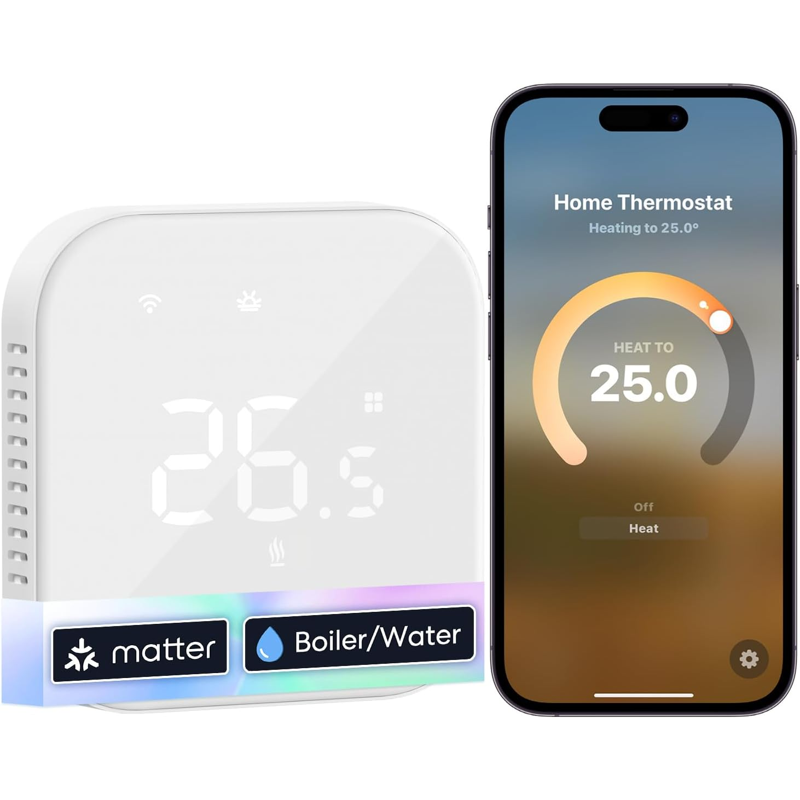 26.5
matter
Boiler/Water
Home Thermostat
Heating to 25.0°
HEAT TO
25.0
Off
Heat